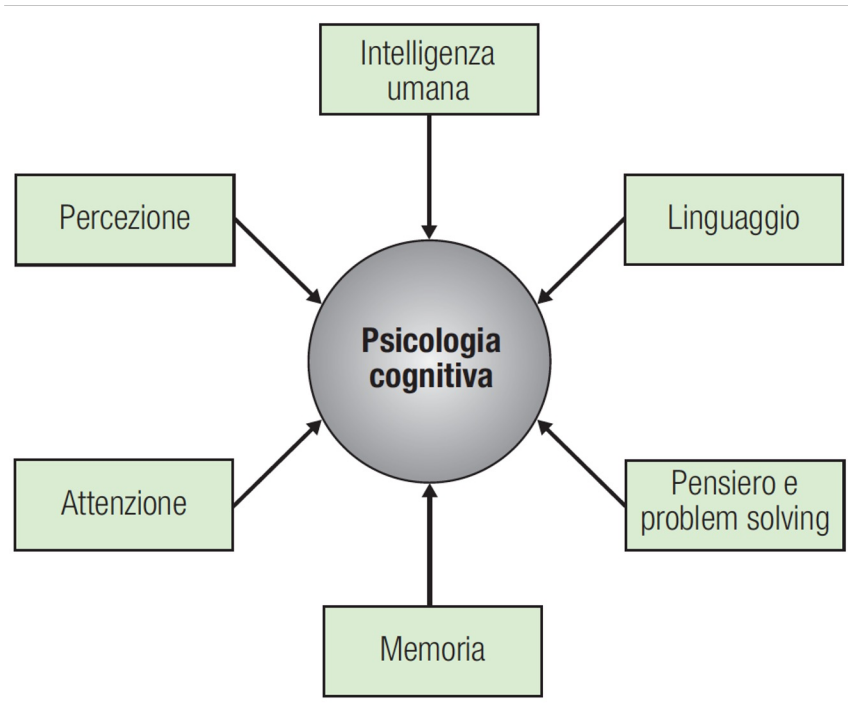 Intelligenza
umana
Percezione
Linguaggio
Psicologia
cognitiva
Attenzione
Pensiero e
problem solving
Memoria